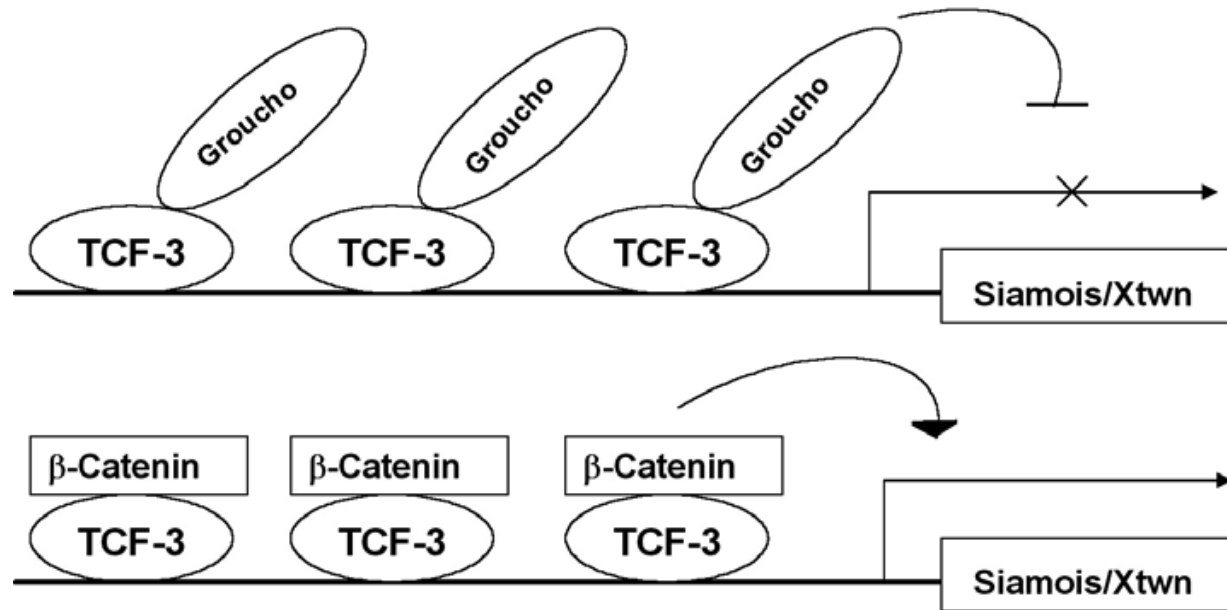 Groucho
Groucho
Groucho
TCF-3
TCF-3
TCF-3
Siamois/Xtwn
β-Catenin
β-Catenin
β-Catenin
TCF-3
TCF-3
TCF-3
Siamois/Xtwn